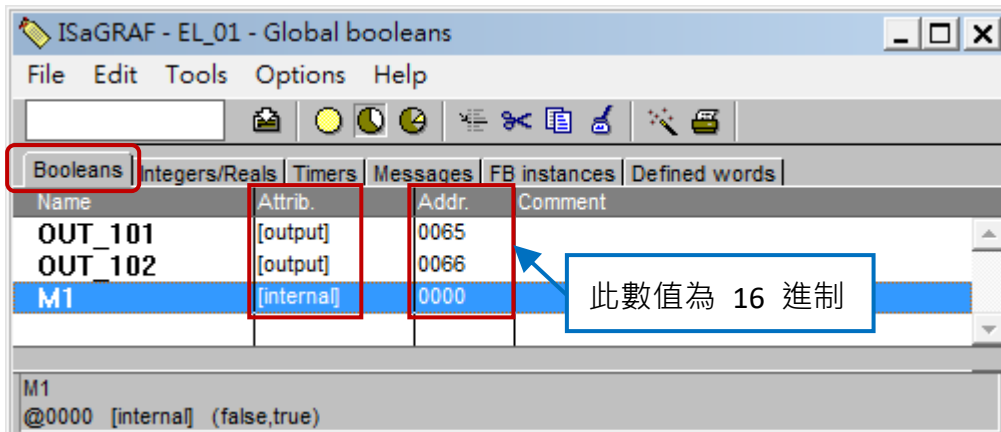 ISaGRAF - EL_01 - Global booleans
File Edit Tools Options Help
Booleans Integers/Reals Timers Messages FB instances Defined words
Name Attrib. Addr. Comment
OUT_101 [output] 0065
OUT_102 [output] 0066
M1 [internal] 0000
此數值為 16 進制
M1
@0000 [internal] (false,true)